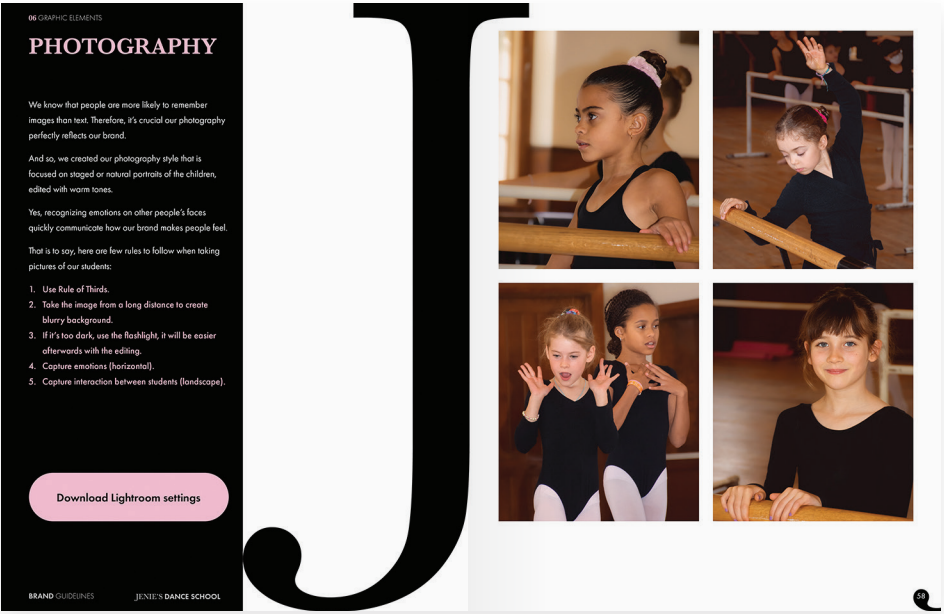 06 GRAPHIC ELEMENTS
PHOTOGRAPHY
We know that people are more likely to remember
images than text. Therefore, it's crucial our photography
perfectly reflects our brand.
And so, we created our photography style that is
focused on staged or natural portraits of the children,
edited with warm tones.
Yes, recognizing emotions on other people's faces
quickly communicate how our brand makes people feel.
That is to say, here are few rules to follow when taking
pictures of our students:
1. Use Rule of Thirds.
2. Take the image from a long distance to create
blurry background.
3. If it's too dark, use the flashlight, it will be easier
afterwards with the editing.
4. Capture emotions (horizontal).
5. Capture interaction between students (landscape).
Download Lightroom settings
BRAND GUIDELINES
JENIE'S DANCE SCHOOL
J
58